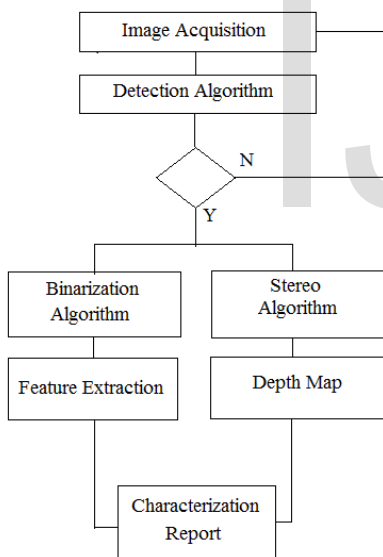 Image Acquisition
Detection Algorithm
N
Y
Binarization
Algorithm
Stereo
Algorithm
Feature Extraction
Depth Map
Characterization
Report